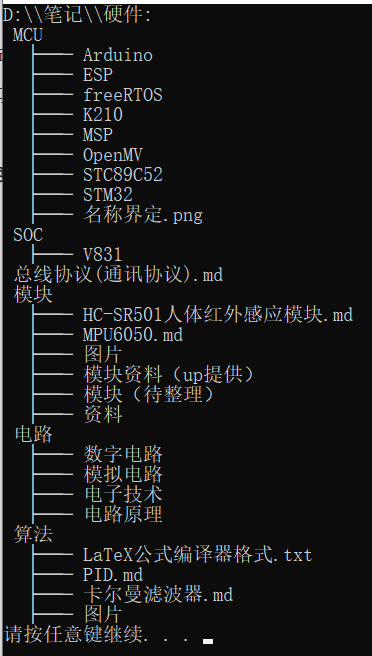 D:\\笔记\\硬件:
MCU
├── Arduino
├── ESP
├── freeRTOS
├── K210
├── MSP
├── OpenMV
├── STC89C52
├── STM32
├── 名称界定.png
SOC
├── V831
总线协议(通讯协议).md
模块
├── HC-SR501人体红外感应模块.md
├── MPU6050.md
├── 图片
├── 模块资料（up提供）
├── 模块（待整理）
├── 资料
电路
├── 数字电路
├── 模拟电路
├── 电子技术
├── 电路原理
算法
├── LaTeX公式编译器格式.txt
├── PID.md
├── 卡尔曼滤波器.md
├── 图片
请按任意键继续. . .